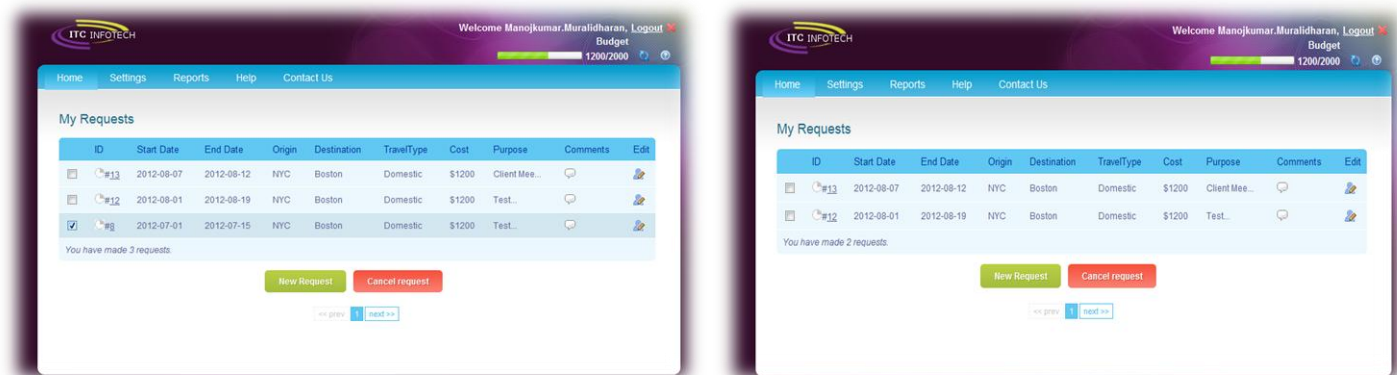 ITC INFOTECH
Welcome Manojkumar.Muralidharan, Logout
Budget
1200/2000
Home Settings Reports Help Contact Us
My Requests
ID Start Date End Date Origin Destination TravelType Cost Purpose Comments Edit
#13 2012-08-07 2012-08-12 NYC Boston Domestic $1200 Client Mee...
#12 2012-08-01 2012-08-19 NYC Boston Domestic $1200 Test...
#8 2012-07-01 2012-07-15 NYC Boston Domestic $1200 Test...
You have made 3 requests.
New Request Cancel request
<< prev 1 next >>
ITC INFOTECH
Welcome Manojkumar.Muralidharan, Logout
Budget
1200/2000
Home Settings Reports Help Contact Us
My Requests
ID Start Date End Date Origin Destination TravelType Cost Purpose Comments Edit
#13 2012-08-07 2012-08-12 NYC Boston Domestic $1200 Client Mee...
#12 2012-08-01 2012-08-19 NYC Boston Domestic $1200 Test...
You have made 2 requests.
New Request Cancel request
<< prev 1 next >>